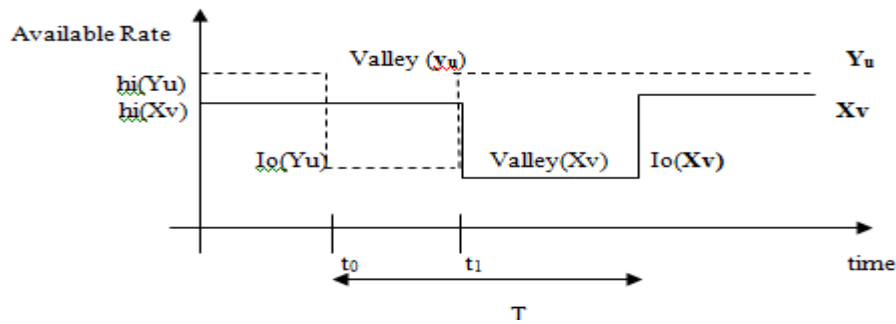 Available Rate
Valley (yu)
Yu
hi(Yu)
hi(Xv)
Xv
Io(Yu)
Valley(Xv)
Io(Xv)
t0
t1
time
T